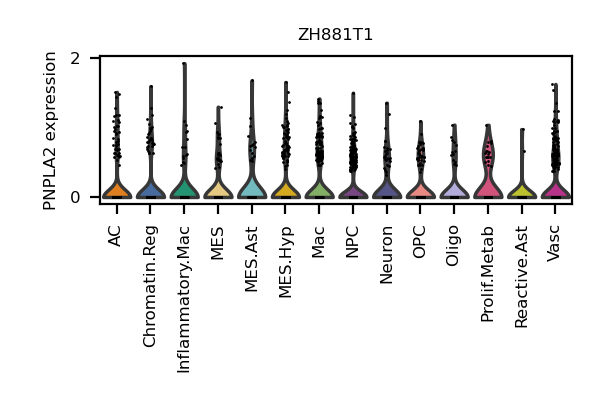 ZH881T1
PNPLA2 expression
2
0
AC
Chromatin.Reg
Inflammatory.Mac
MES
MES.Ast
MES.Hyp
Mac
NPC
Neuron
OPC
Oligo
Prolif.Metab
Reactive.Ast
Vasc